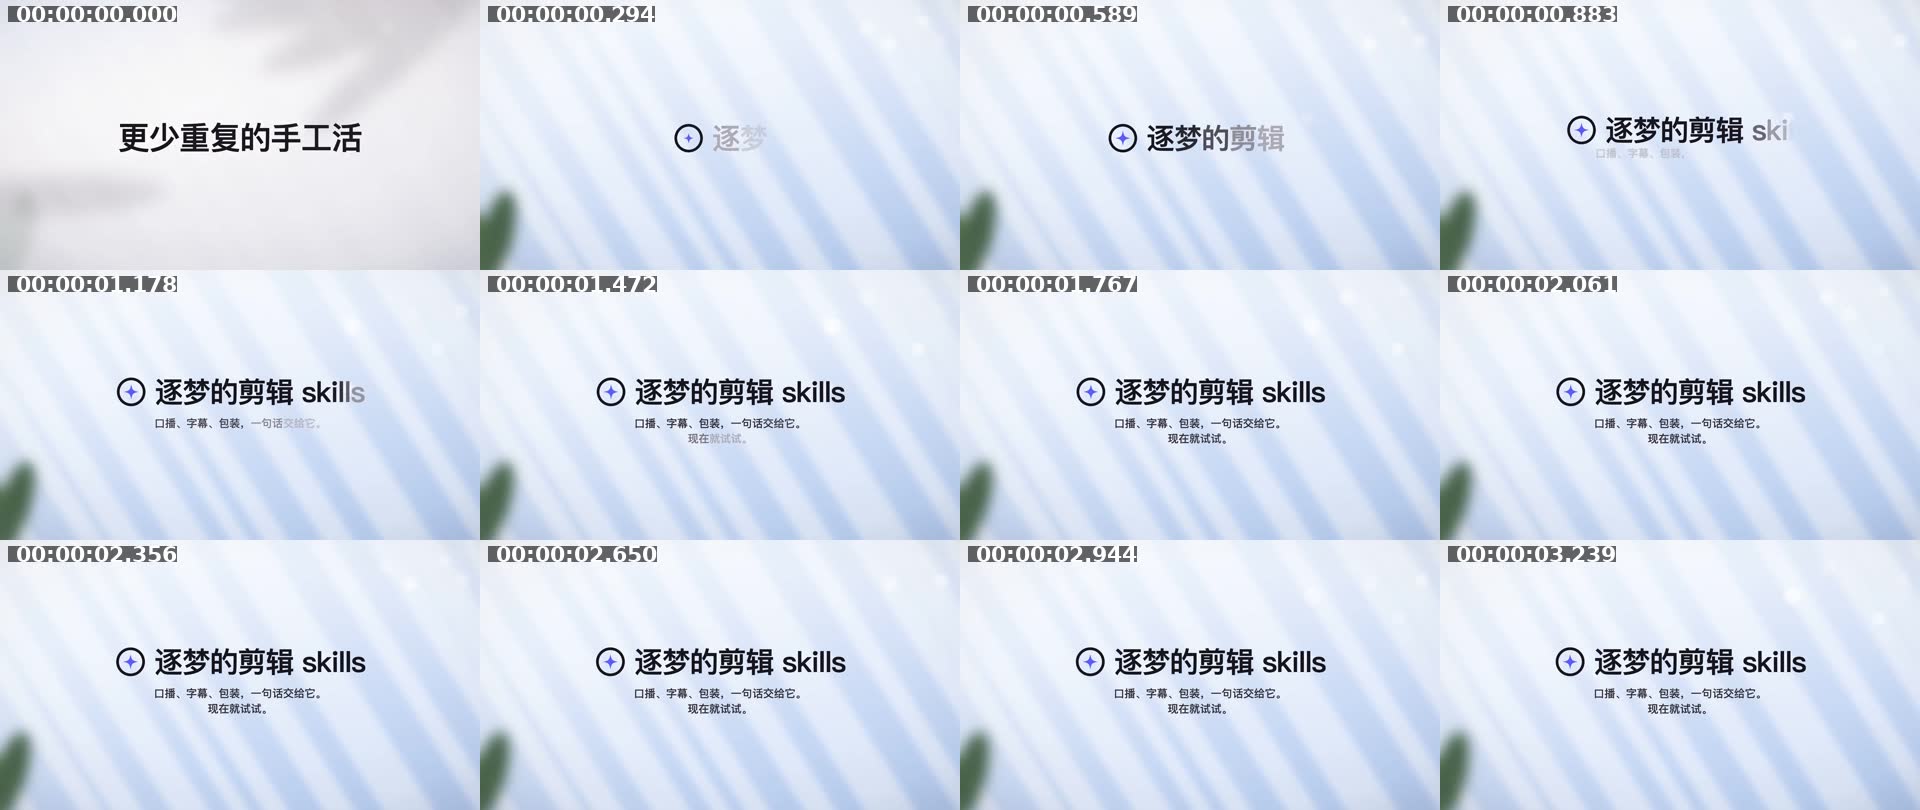 00:00:00.000
更少重复的手工活
00:00:00.294
逐梦
00:00:00.589
逐梦的剪辑
00:00:00.883
逐梦的剪辑 ski
口播、字幕、包装，
00:00:01.178
逐梦的剪辑 skills
口播、字幕、包装，一句话交给它。
00:00:01.472
逐梦的剪辑 skills
口播、字幕、包装，一句话交给它。
现在就试试。
00:00:01.767
逐梦的剪辑 skills
口播、字幕、包装，一句话交给它。
现在就试试。
00:00:02.061
逐梦的剪辑 skills
口播、字幕、包装，一句话交给它。
现在就试试。
00:00:02.356
逐梦的剪辑 skills
口播、字幕、包装，一句话交给它。
现在就试试。
00:00:02.650
逐梦的剪辑 skills
口播、字幕、包装，一句话交给它。
现在就试试。
00:00:02.944
逐梦的剪辑 skills
口播、字幕、包装，一句话交给它。
现在就试试。
00:00:03.239
逐梦的剪辑 skills
口播、字幕、包装，一句话交给它。
现在就试试。